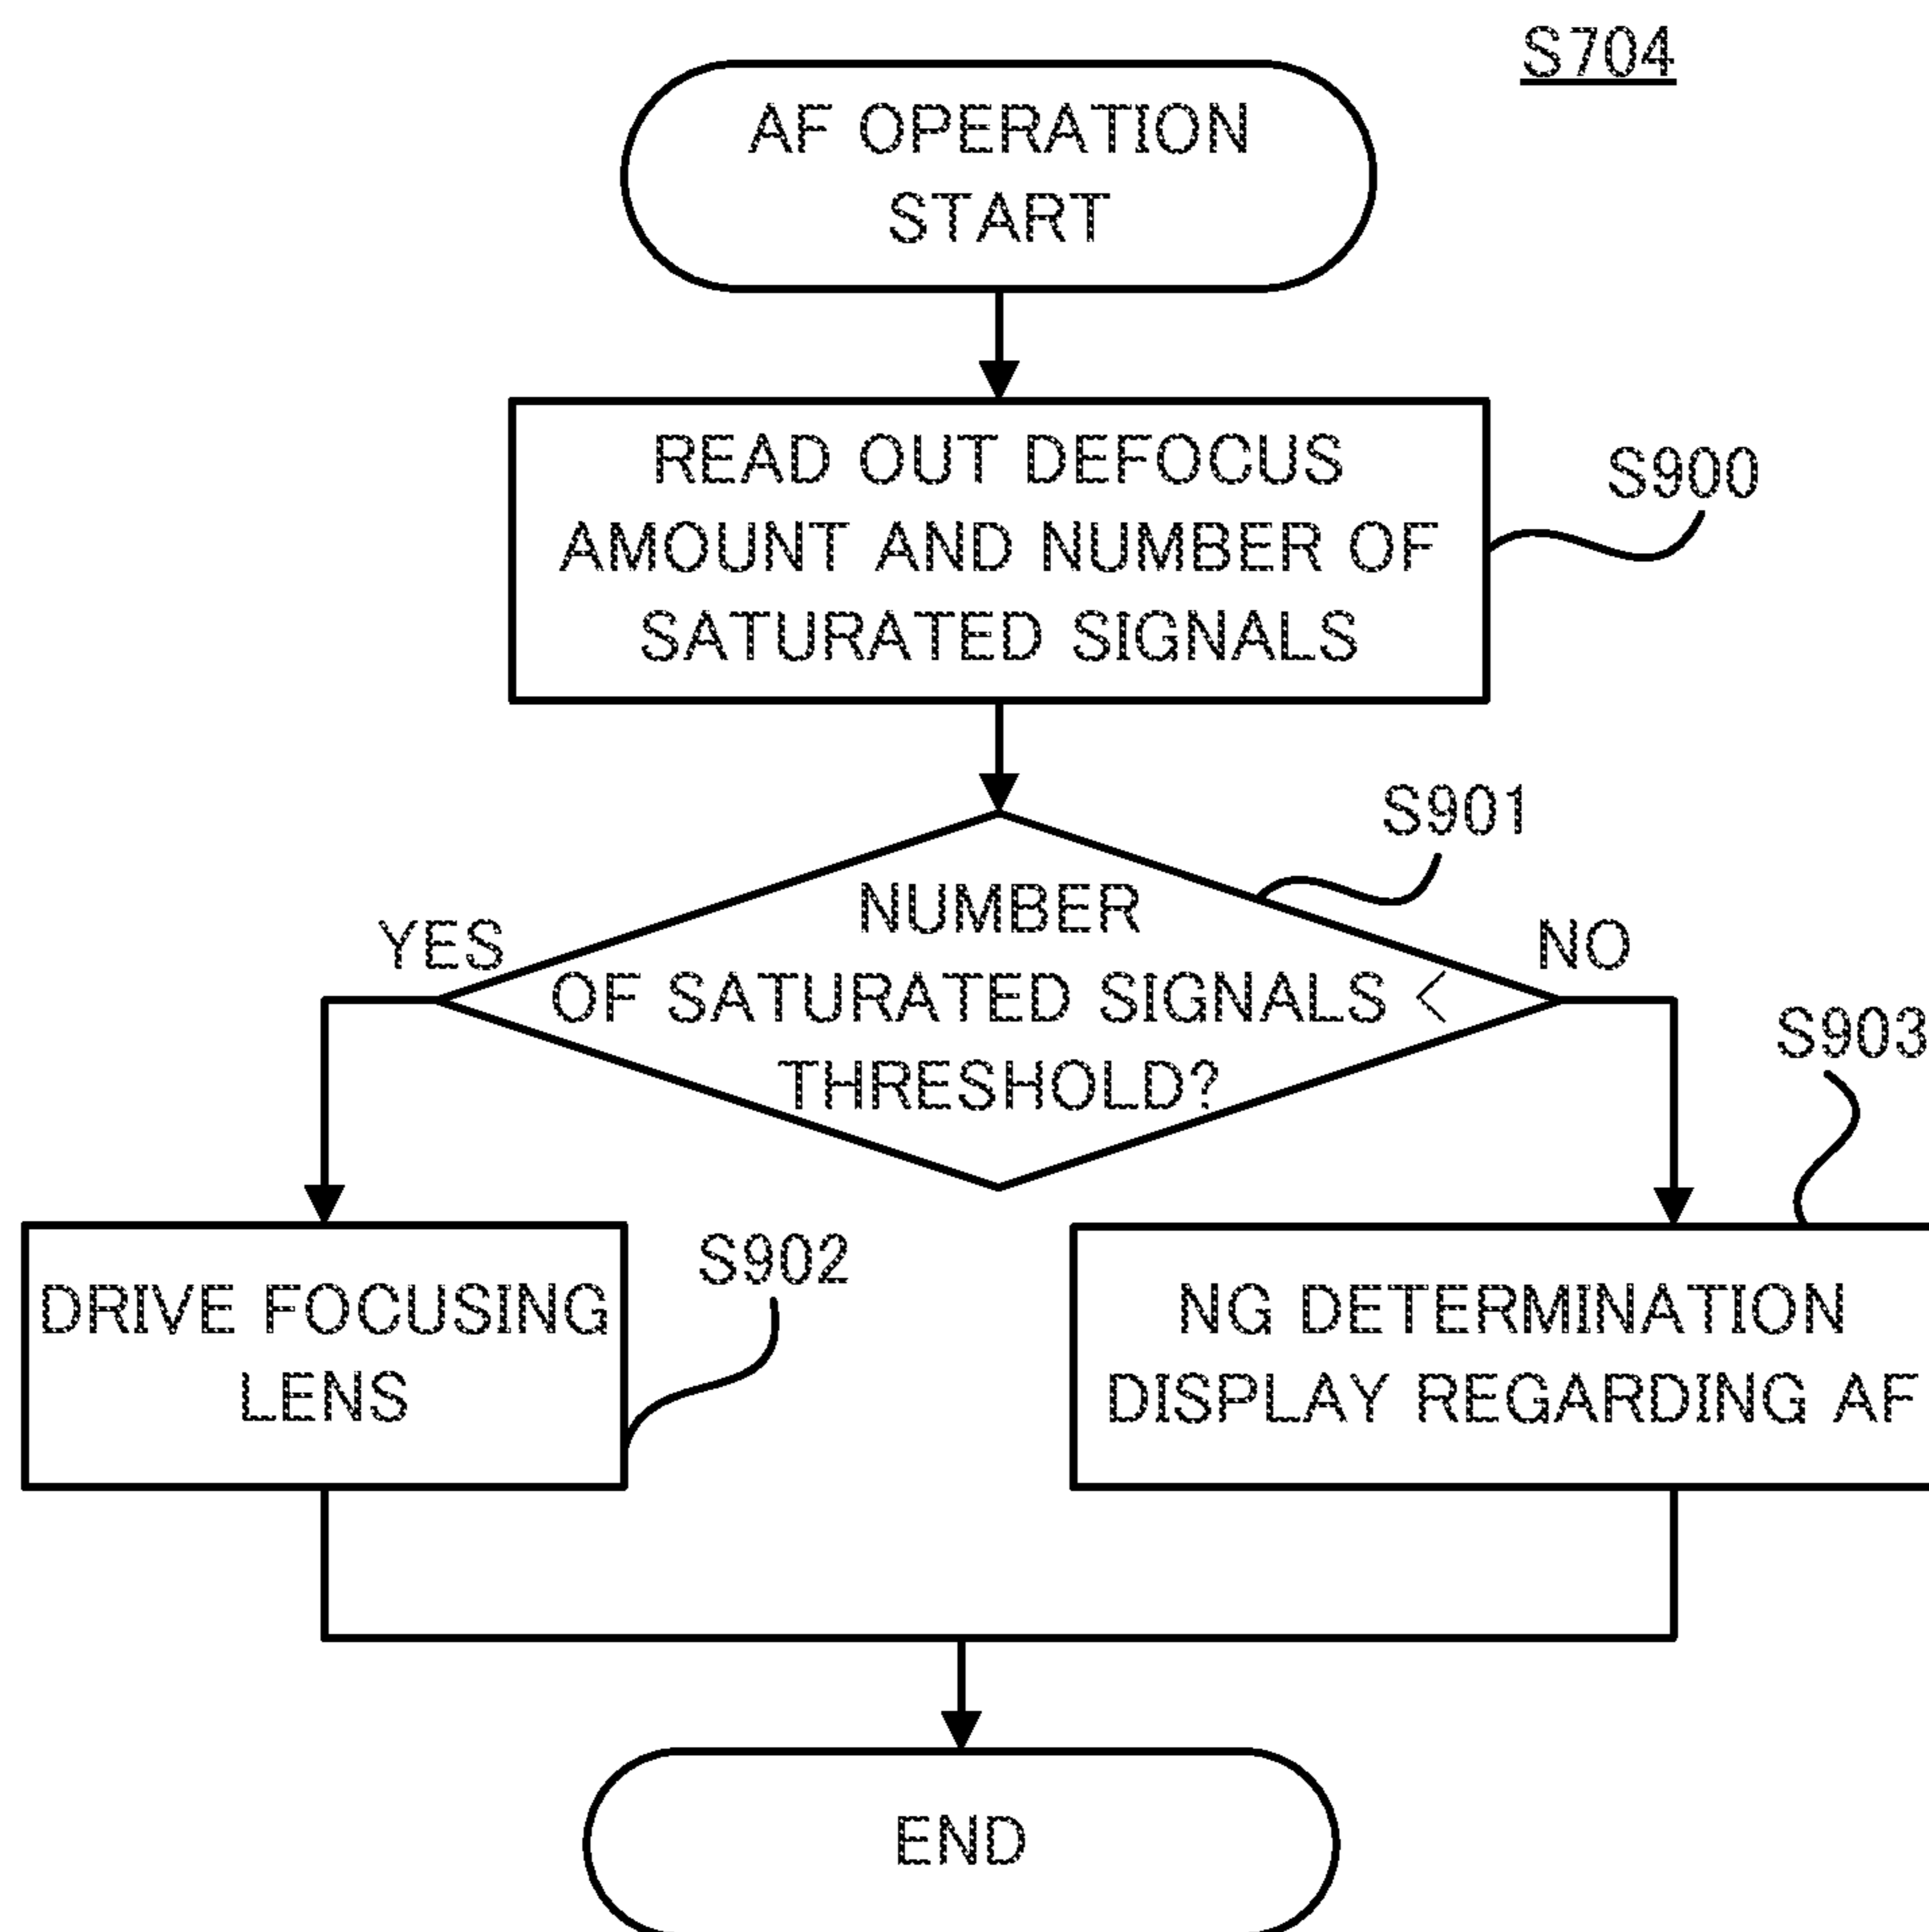 S704
AF OPERATION
START
READ OUT DEFOCUS
AMOUNT AND NUMBER OF
SATURATED SIGNALS
S900
S901
NUMBER
OF SATURATED SIGNALS <
THRESHOLD?
YES
NO
S903
DRIVE FOCUSING
LENS
S902
NG DETERMINATION
DISPLAY REGARDING AF
END